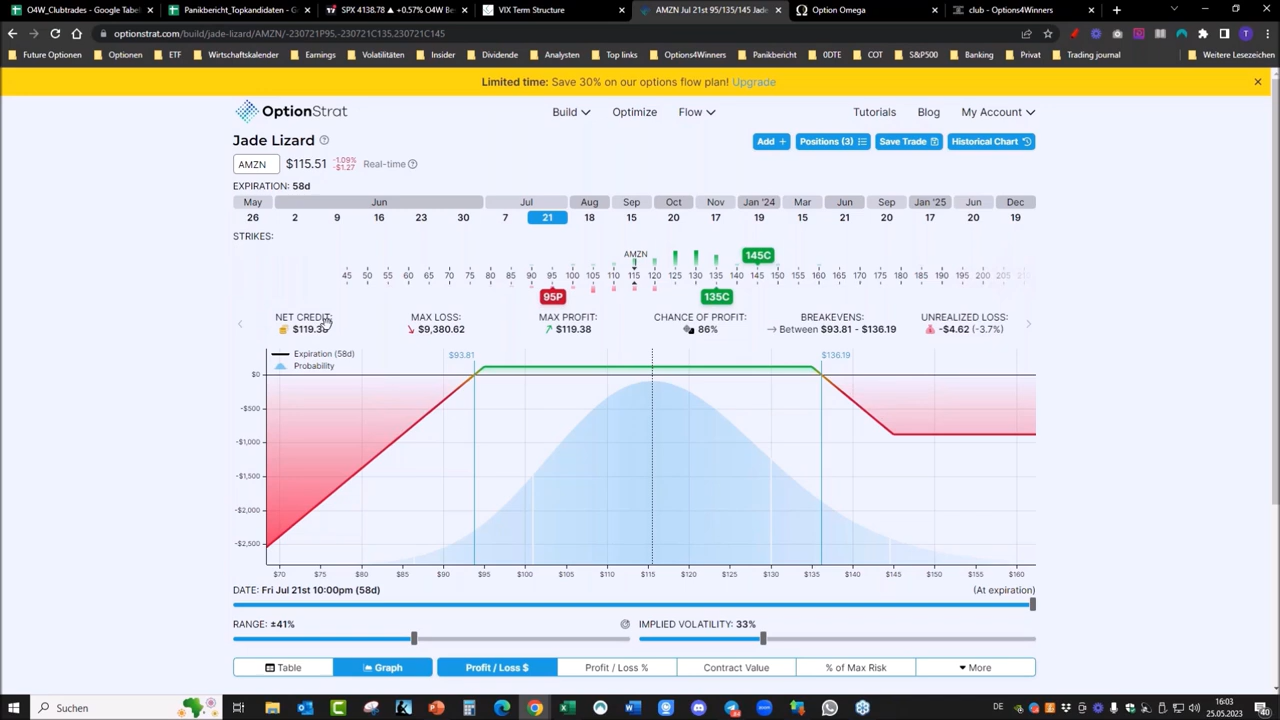 O4W_Clubtrades - Google Tabel
Panikbericht_Topkandidaten - G
SPX 4138.78 ▲ +0.57% O4W Be
VIX Term Structure
AMZN Jul 21st 95/135/145 Jade
Option Omega
club - Options4Winners
optionstrat.com/build/jade-lizard/AMZN/-230721P95,-230721C135,230721C145
Future Optionen
Optionen
ETF
Wirtschaftskalender
Earnings
Volatilitäten
Insider
Dividende
Analysten
Top links
Options4Winners
Panikbericht
0DTE
COT
S&P500
Banking
Privat
Trading journal
Weitere Lesezeichen
Limited time: Save 30% on our options flow plan! Upgrade
OptionStrat
Build
Optimize
Flow
Tutorials
Blog
My Account
Jade Lizard
Add +
Positions (3)
Save Trade
Historical Chart
AMZN $115.51 -1.09% -$1.27 Real-time
EXPIRATION: 58d
May Jun Jul Aug Sep Oct Nov Jan '24 Mar Jun Sep Jan '25 Jun Dec
26 2 9 16 23 30 7 21 18 15 20 17 19 15 21 20 17 20 19
STRIKES:
AMZN
145C
45 50 55 60 65 70 75 80 85 90 95 100 105 110 115 120 125 130 135 140 145 150 155 160 165 170 175 180 185 190 195 200 205
95P
135C
NET CREDIT: MAX LOSS: MAX PROFIT: CHANCE OF PROFIT: BREAKEVENS: UNREALIZED LOSS:
$119.38 $9,380.62 $119.38 86% Between $93.81 - $136.19 -$4.62 (-3.7%)
Expiration (58d)
Probability
$93.81
$136.19
$0
-$500
-$1,000
-$1,500
-$2,000
-$2,500
$70 $75 $80 $85 $90 $95 $100 $105 $110 $115 $120 $125 $130 $135 $140 $145 $150 $155 $160
DATE: Fri Jul 21st 10:00pm (58d)
(At expiration)
RANGE: ±41%
IMPLIED VOLATILITY: 33%
Table
Graph
Profit / Loss $
Profit / Loss %
Contract Value
% of Max Risk
More
Suchen
DE
16:03
25.05.2023
40